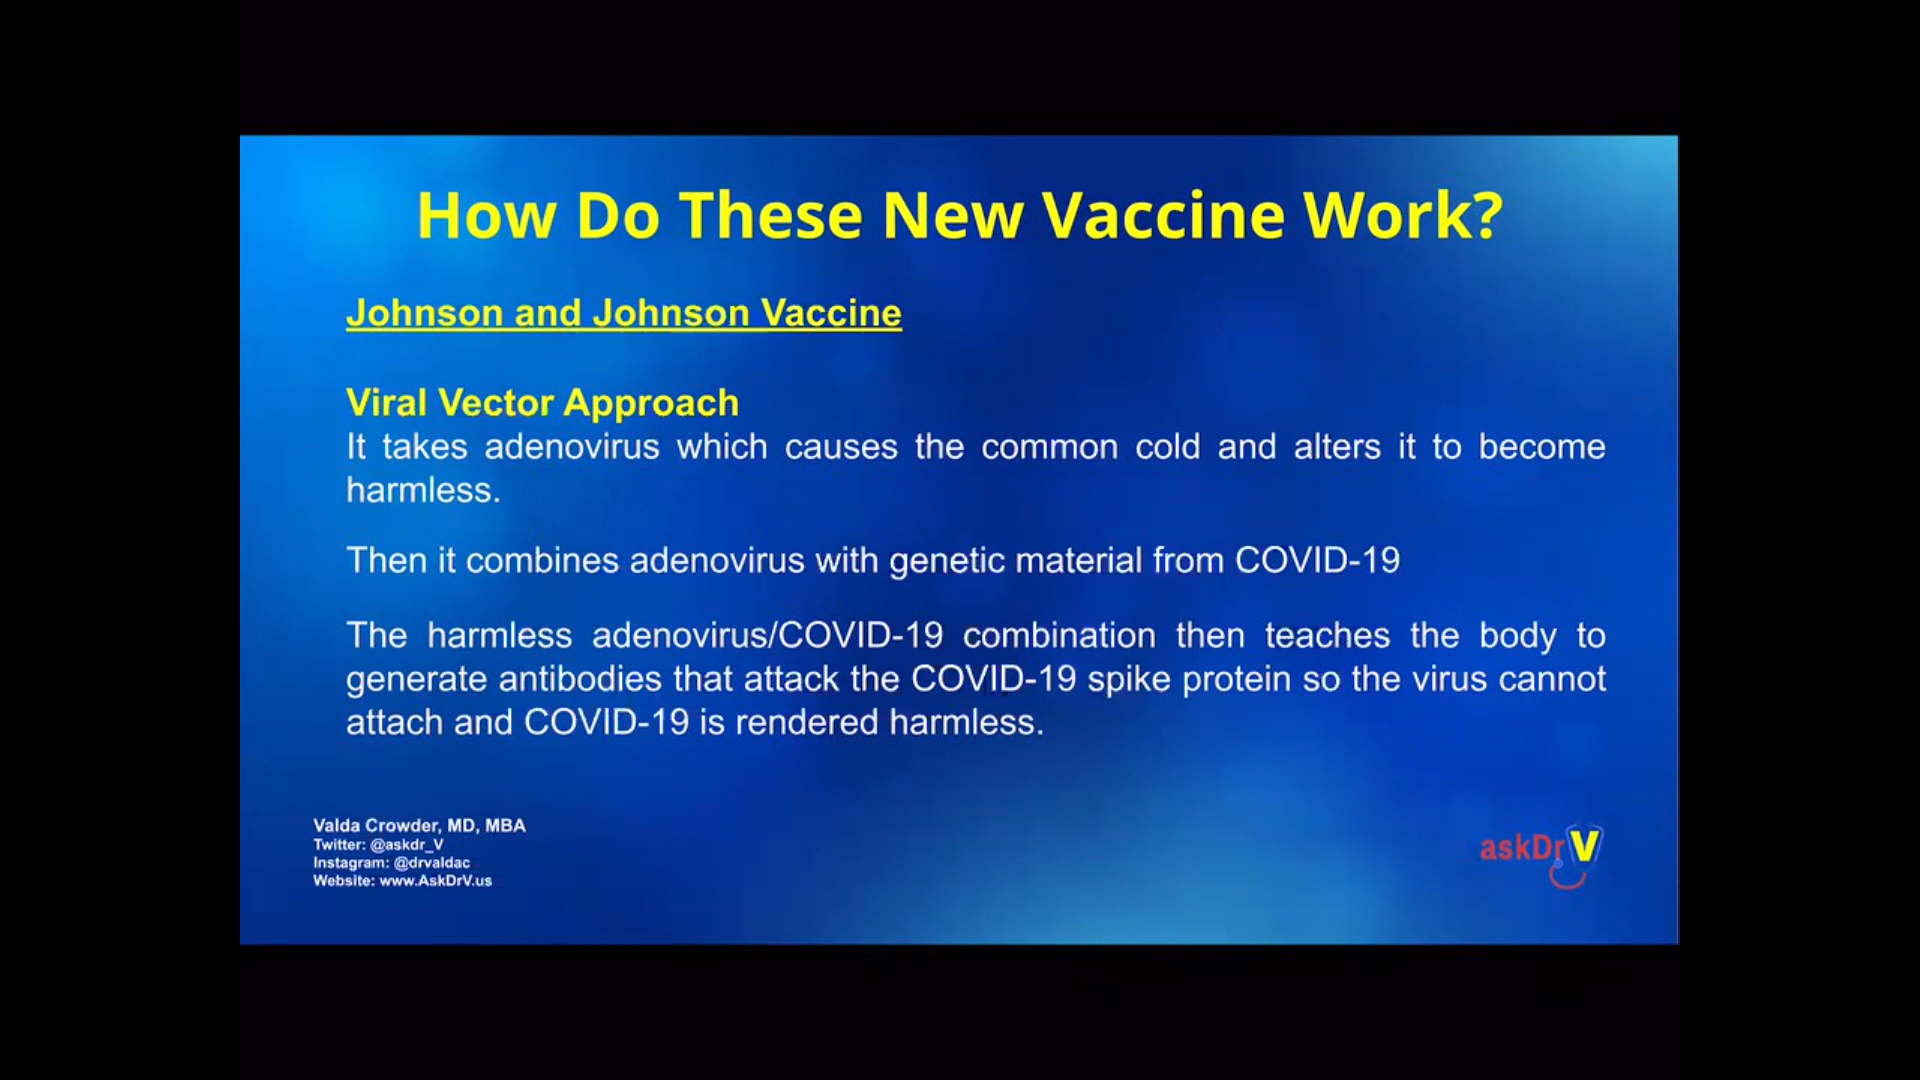 How Do These New Vaccine Work?
Johnson and Johnson Vaccine
Viral Vector Approach
It takes adenovirus which causes the common cold and alters it to become
harmless.
Then it combines adenovirus with genetic material from COVID-19
The harmless adenovirus/COVID-19 combination then teaches the body to
generate antibodies that attack the COVID-19 spike protein so the virus cannot
attach and COVID-19 is rendered harmless.
Valda Crowder, MD, MBA
Twitter: @askdr_V
Instagram: @drvaldac
Website: www.AskDrV.us
askDrV